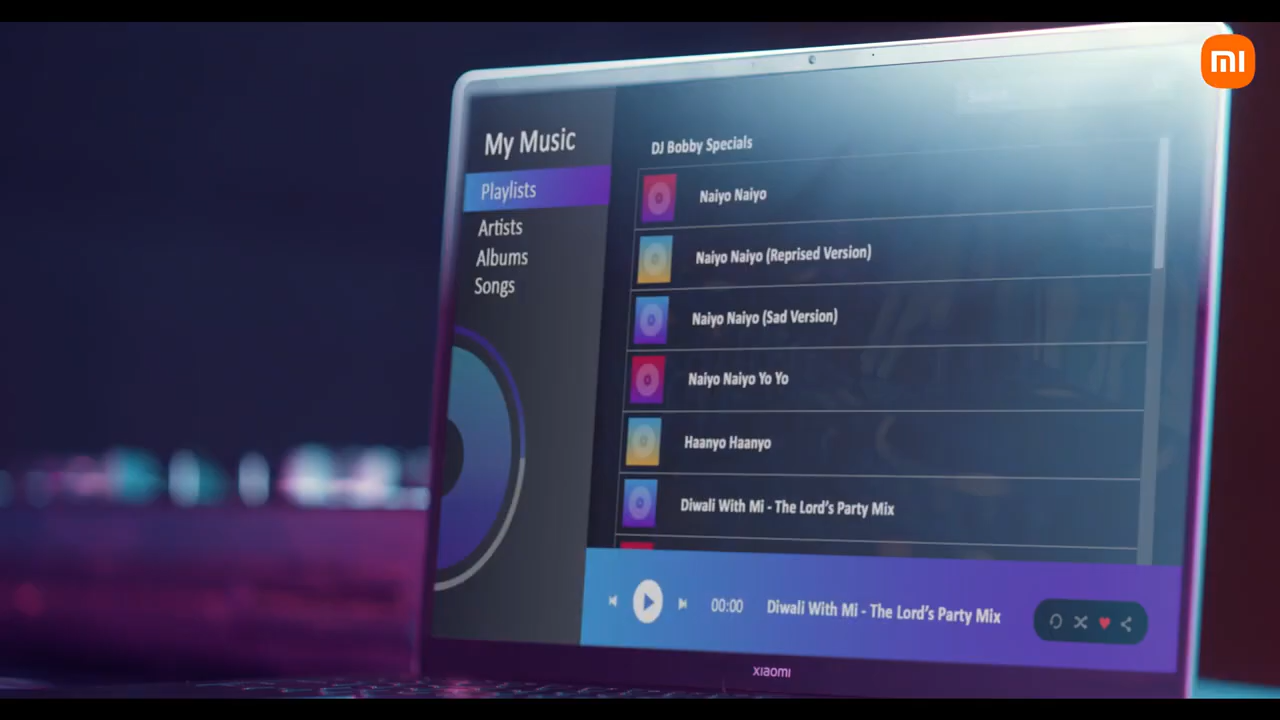 mi
My Music
Playlists
Artists
Albums
Songs
DJ Bobby Specials
Naiyo Naiyo
Naiyo Naiyo (Reprised Version)
Naiyo Naiyo (Sad Version)
Naiyo Naiyo Yo Yo
Haanyo Haanyo
Diwali With Mi - The Lord's Party Mix
00:00
Diwali With Mi - The Lord's Party Mix
xiaomi